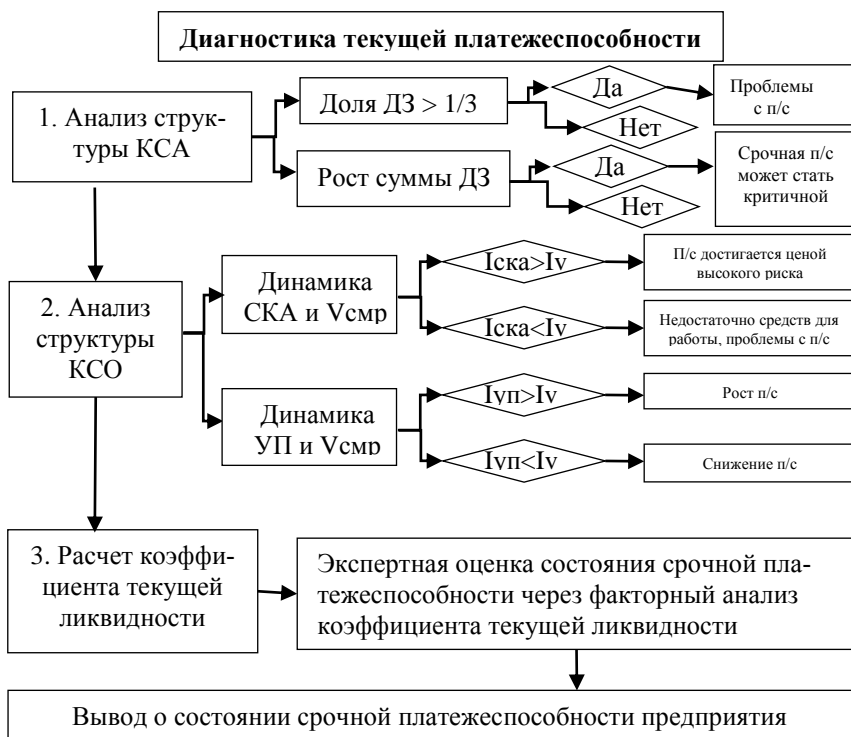 Диагностика текущей платежеспособности
1. Анализ струк-
туры КСА
Доля ДЗ > 1/3
Да
Проблемы
с п/с
Нет
Рост суммы ДЗ
Да
Срочная п/с
может стать
критичной
Нет
2. Анализ
структуры
КСО
Динамика
СКА и Vсмр
Iска>Iv
П/с достигается ценой
высокого риска
Iска<Iv
Недостаточно средств для
работы, проблемы с п/с
Динамика
УП и Vсмр
Iуп>Iv
Рост п/с
Iуп<Iv
Снижение п/с
3. Расчет коэффи-
циента текущей
ликвидности
Экспертная оценка состояния срочной пла-
тежеспособности через факторный анализ
коэффициента текущей ликвидности
Вывод о состоянии срочной платежеспособности предприятия